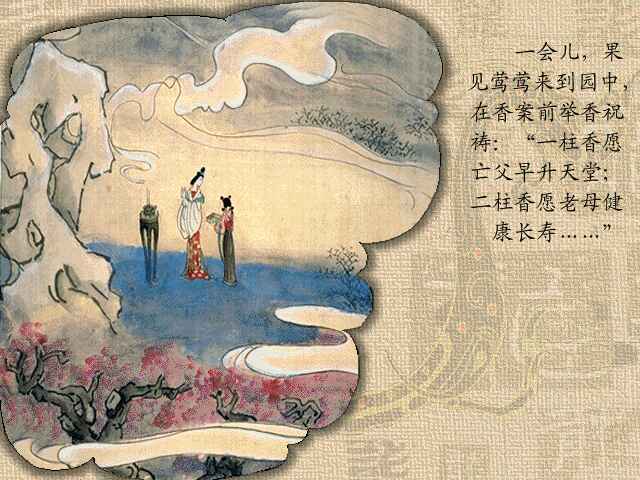 一会儿，果
见莺莺来到园中，
在香案前举香祝
祷：“一柱香愿
亡父早升天堂；
二柱香愿老母健
康长寿……”